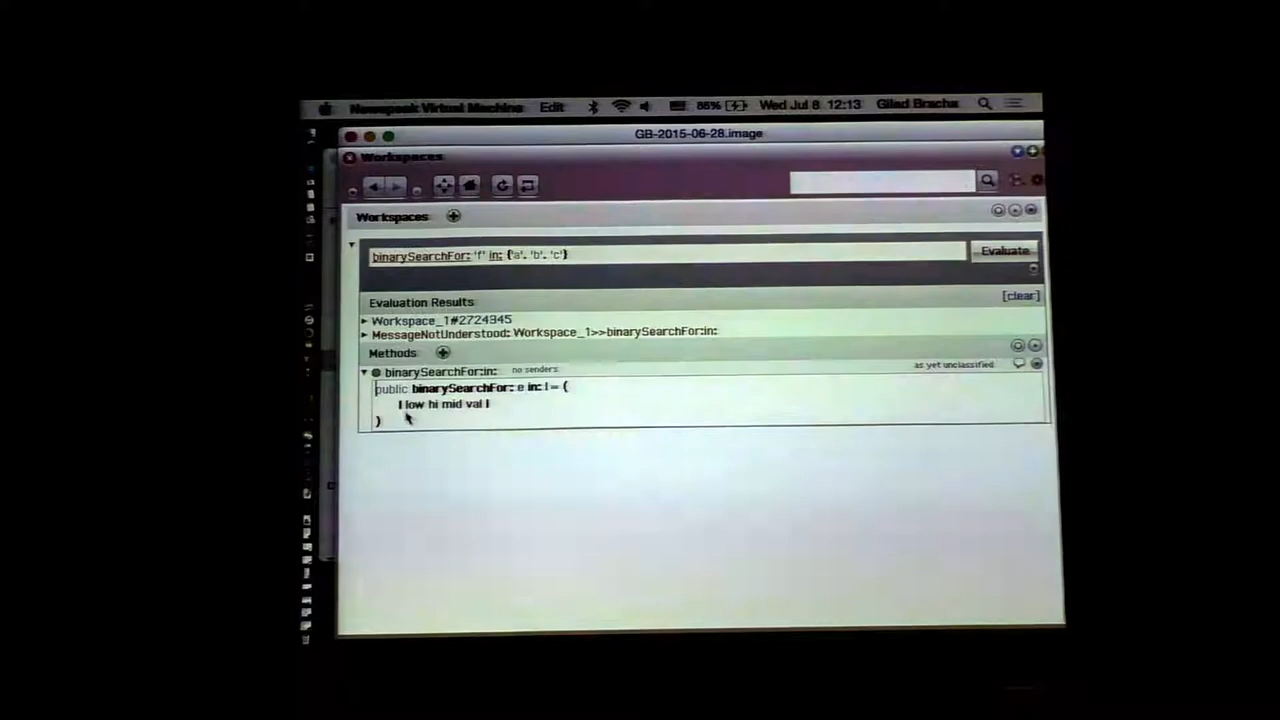 Newspeak Virtual Machine Edit 86% Wed Jul 8 12:13 Gilad Bracha
GB-2015-06-28.image
Workspaces
Workspaces
binarySearchFor: 'f' in: {'a'. 'b'. 'c'}
Evaluate
Evaluation Results
[clear]
Workspace_1#2724345
MessageNotUnderstood: Workspace_1>>binarySearchFor:in:
Methods
binarySearchFor:in: no senders as yet unclassified
public binarySearchFor: e in: l = (
| low hi mid val |
)